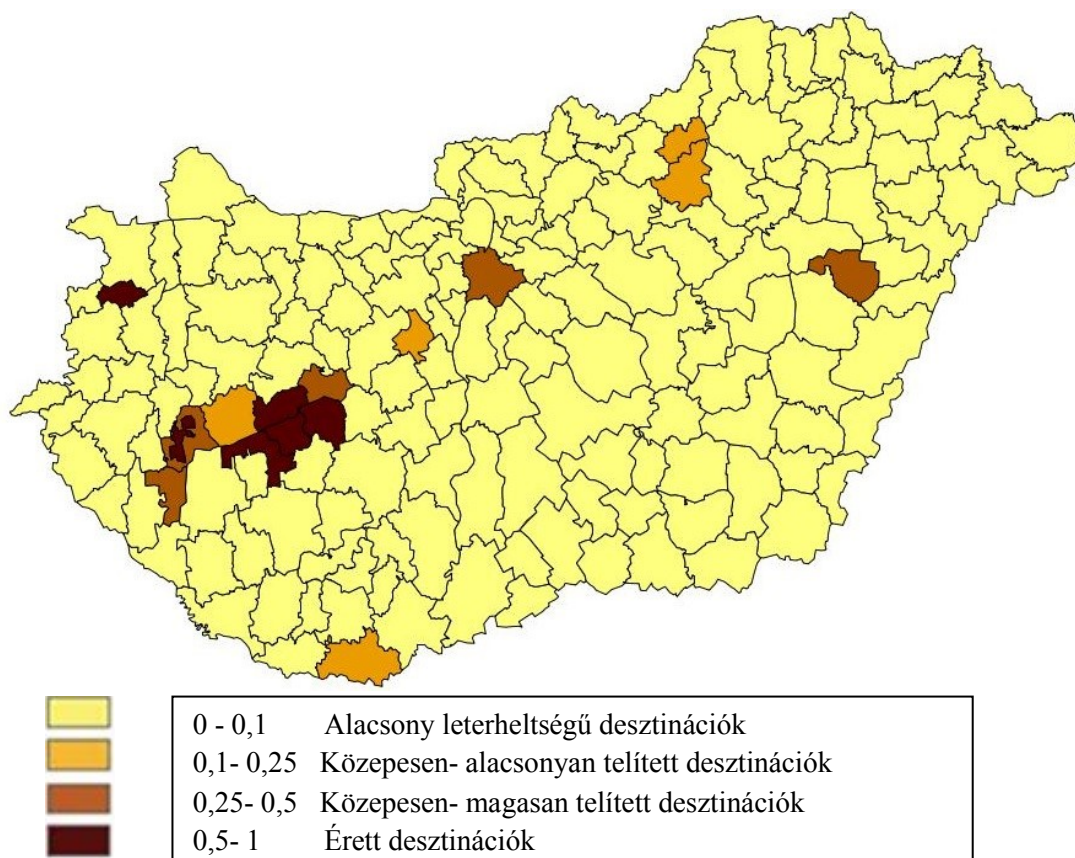 0 - 0,1 Alacsony leterheltségű desztinációk
0,1- 0,25 Közepesen- alacsonyan telített desztinációk
0,25- 0,5 Közepesen- magasan telített desztinációk
0,5- 1 Érett desztinációk